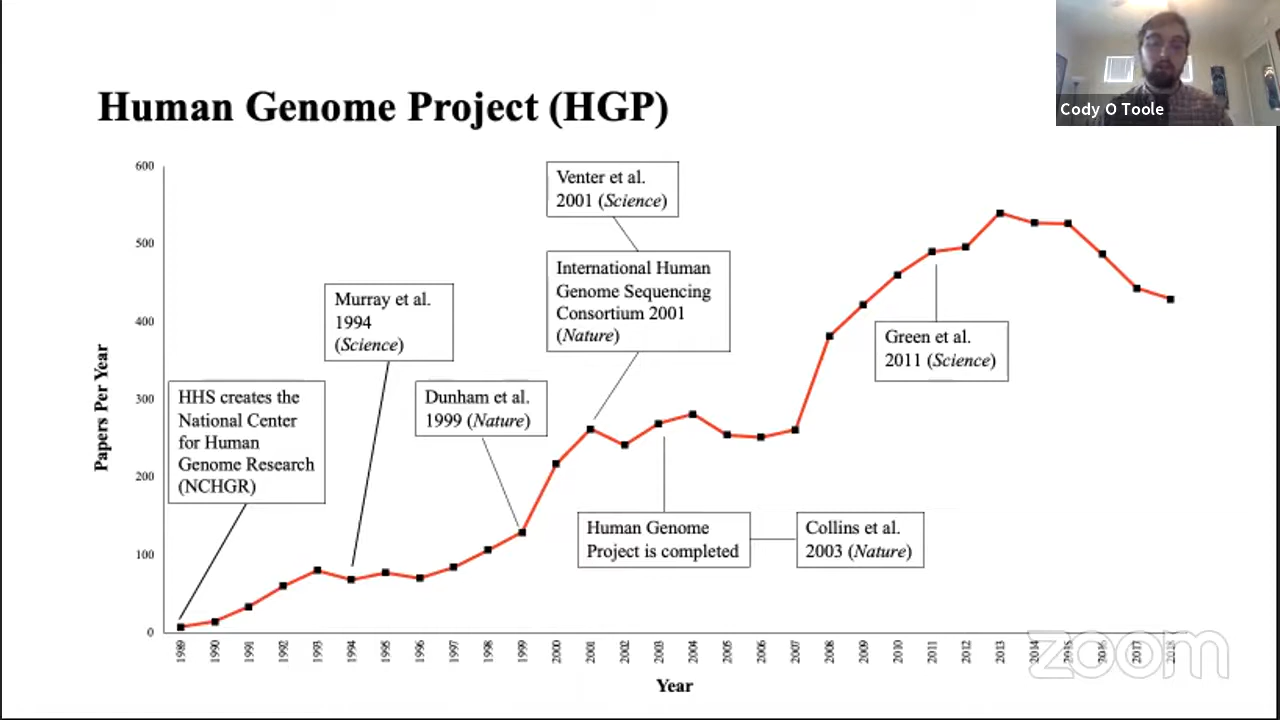 Cody O Toole
Human Genome Project (HGP)
600
500
400
300
200
100
0
Papers Per Year
HHS creates the
National Center
for Human
Genome Research
(NCHGR)
Murray et al.
1994
(Science)
Dunham et al.
1999 (Nature)
Venter et al.
2001 (Science)
International Human
Genome Sequencing
Consortium 2001
(Nature)
Human Genome
Project is completed
Collins et al.
2003 (Nature)
Green et al.
2011 (Science)
1989
1990
1991
1992
1993
1994
1995
1996
1997
1998
1999
2000
2001
2002
2003
2004
2005
2006
2007
2008
2009
2010
2011
2012
2013
2014
2015
2016
2017
2018
Year
zoom